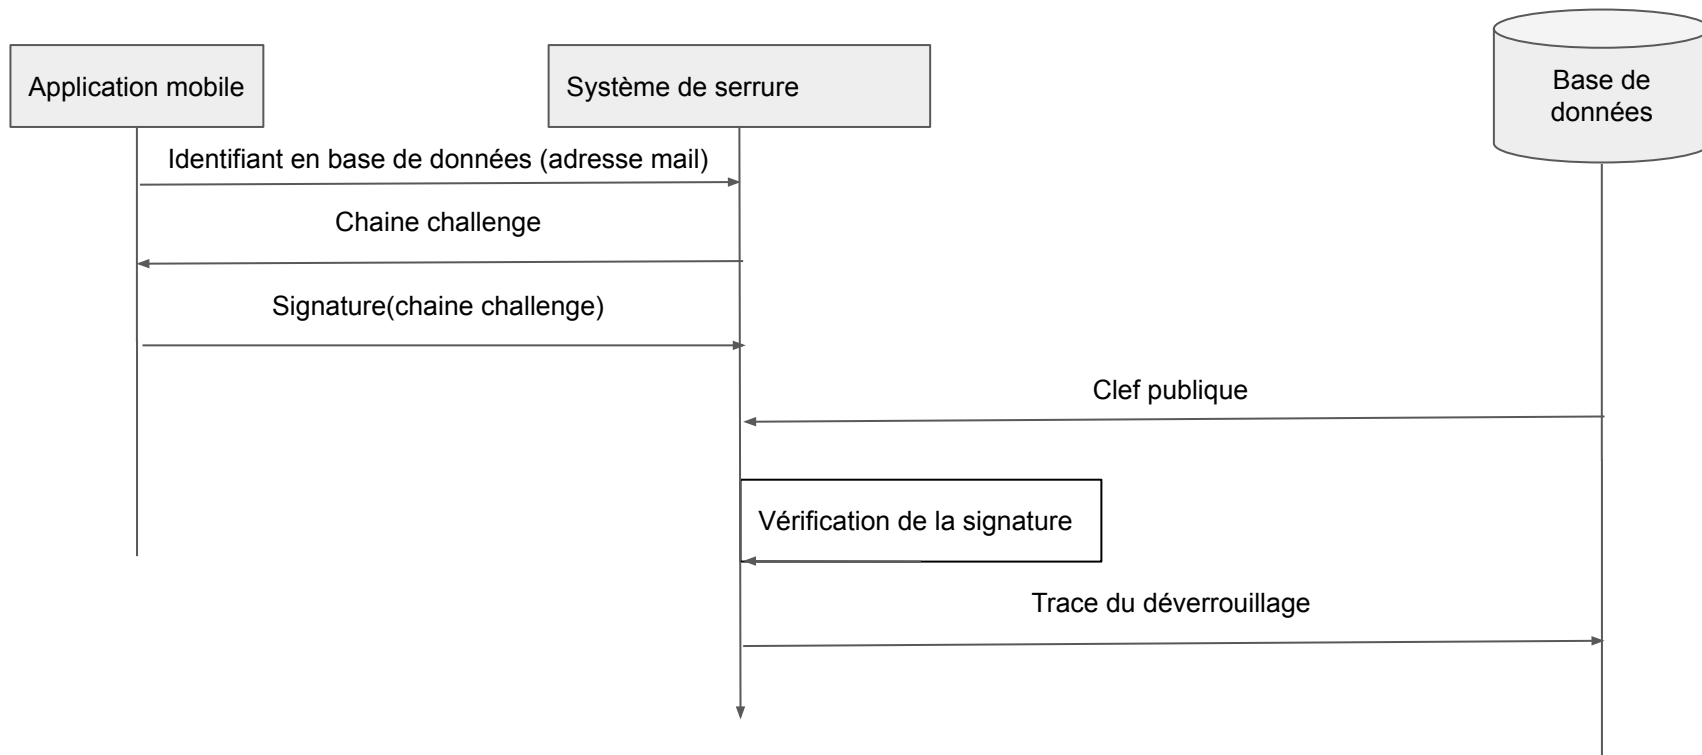 Application mobile
Système de serrure
Base de
données
Identifiant en base de données (adresse mail)
Chaine challenge
Signature(chaine challenge)
Clef publique
Vérification de la signature
Trace du déverrouillage